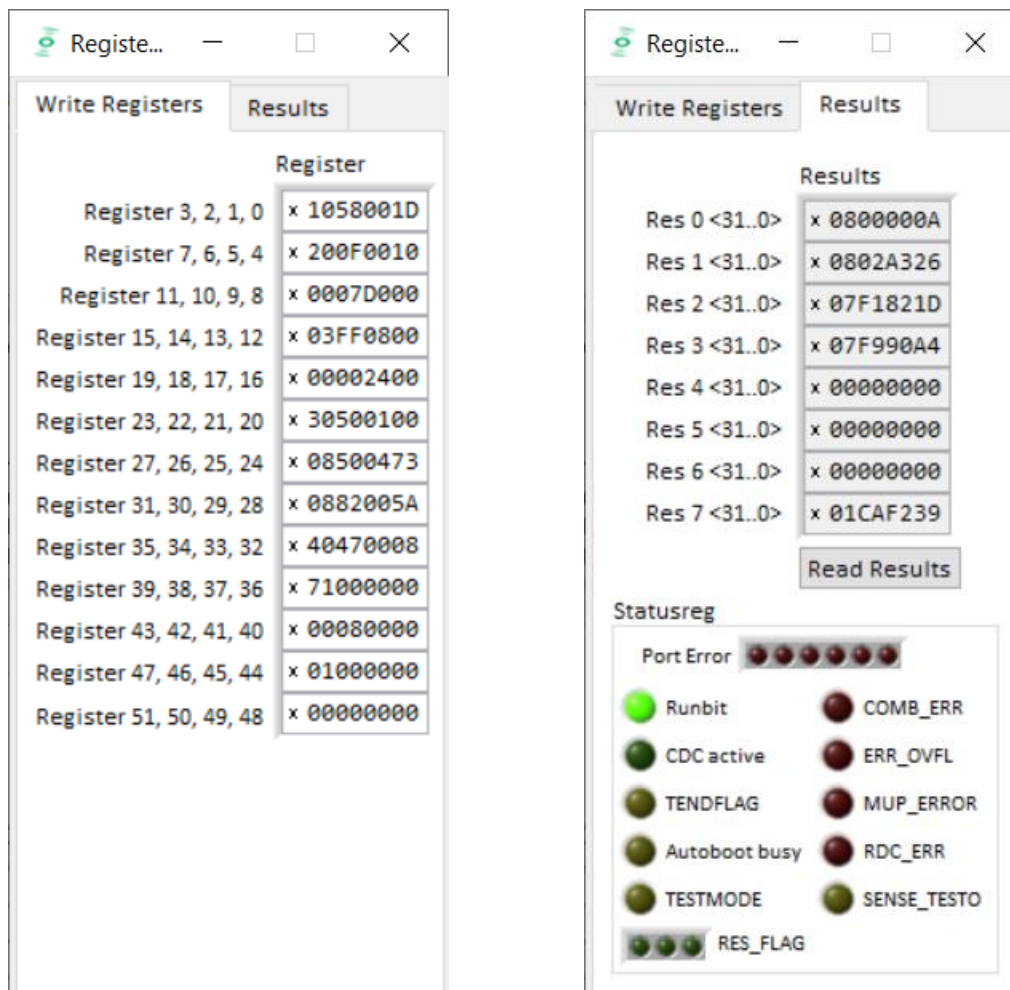 Registe...
Write Registers Results
Register
Register 3, 2, 1, 0 x 1058001D
Register 7, 6, 5, 4 x 200F0010
Register 11, 10, 9, 8 x 0007D000
Register 15, 14, 13, 12 x 03FF0800
Register 19, 18, 17, 16 x 00002400
Register 23, 22, 21, 20 x 30500100
Register 27, 26, 25, 24 x 08500473
Register 31, 30, 29, 28 x 0882005A
Register 35, 34, 33, 32 x 40470008
Register 39, 38, 37, 36 x 71000000
Register 43, 42, 41, 40 x 00080000
Register 47, 46, 45, 44 x 01000000
Register 51, 50, 49, 48 x 00000000
Registe...
Write Registers Results
Results
Res 0 <31..0> x 0800000A
Res 1 <31..0> x 0802A326
Res 2 <31..0> x 07F1821D
Res 3 <31..0> x 07F990A4
Res 4 <31..0> x 00000000
Res 5 <31..0> x 00000000
Res 6 <31..0> x 00000000
Res 7 <31..0> x 01CAF239
Read Results
Statusreg
Port Error
Runbit COMB_ERR
CDC active ERR_OVFL
TENDFLAG MUP_ERROR
Autoboot busy RDC_ERR
TESTMODE SENSE_TESTO
RES_FLAG